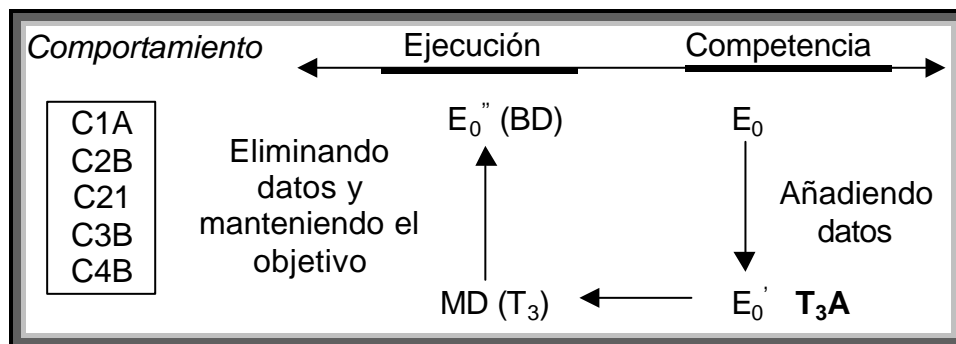 Comportamiento
Ejecución
Competencia
C1A
C2B
C21
C3B
C4B
Eliminando
datos y
manteniendo el
objetivo
E₀” (BD)
E₀
Añadiendo
datos
MD (T₃)
E₀’ T₃A